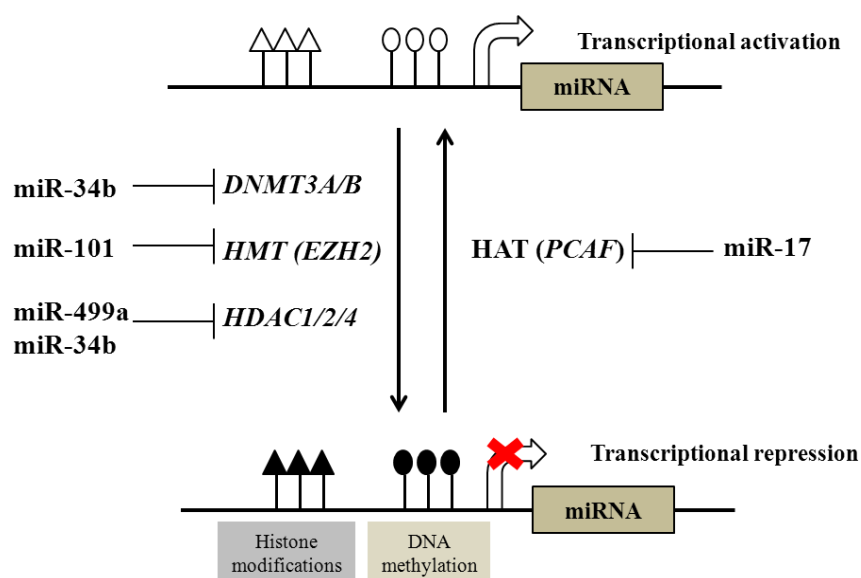 Transcriptional activation
miRNA
miR-34b
DNMT3A/B
miR-101
HMT (EZH2)
HAT (PCAF)
miR-17
miR-499a
miR-34b
HDAC1/2/4
Transcriptional repression
miRNA
Histone
modifications
DNA
methylation